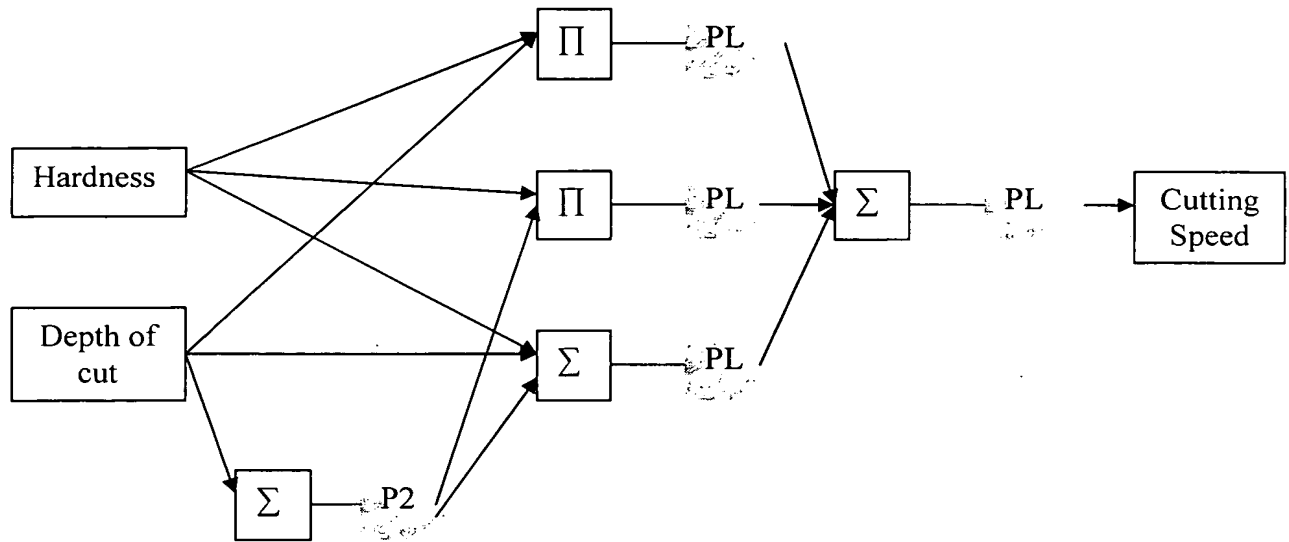 Π
PL
Hardness
Π
PL
Σ
PL
Cutting
Speed
Depth of
cut
Σ
PL
Σ
P2